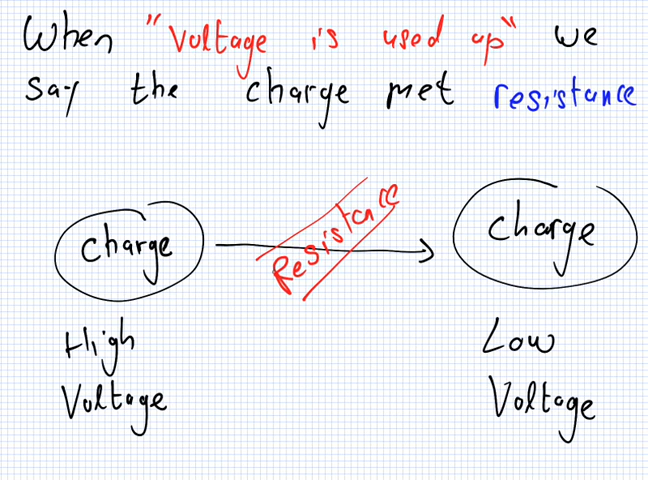 When "Voltage is used up" we
say the charge met resistance
charge
Resistance
charge
High
Voltage
Low
Voltage